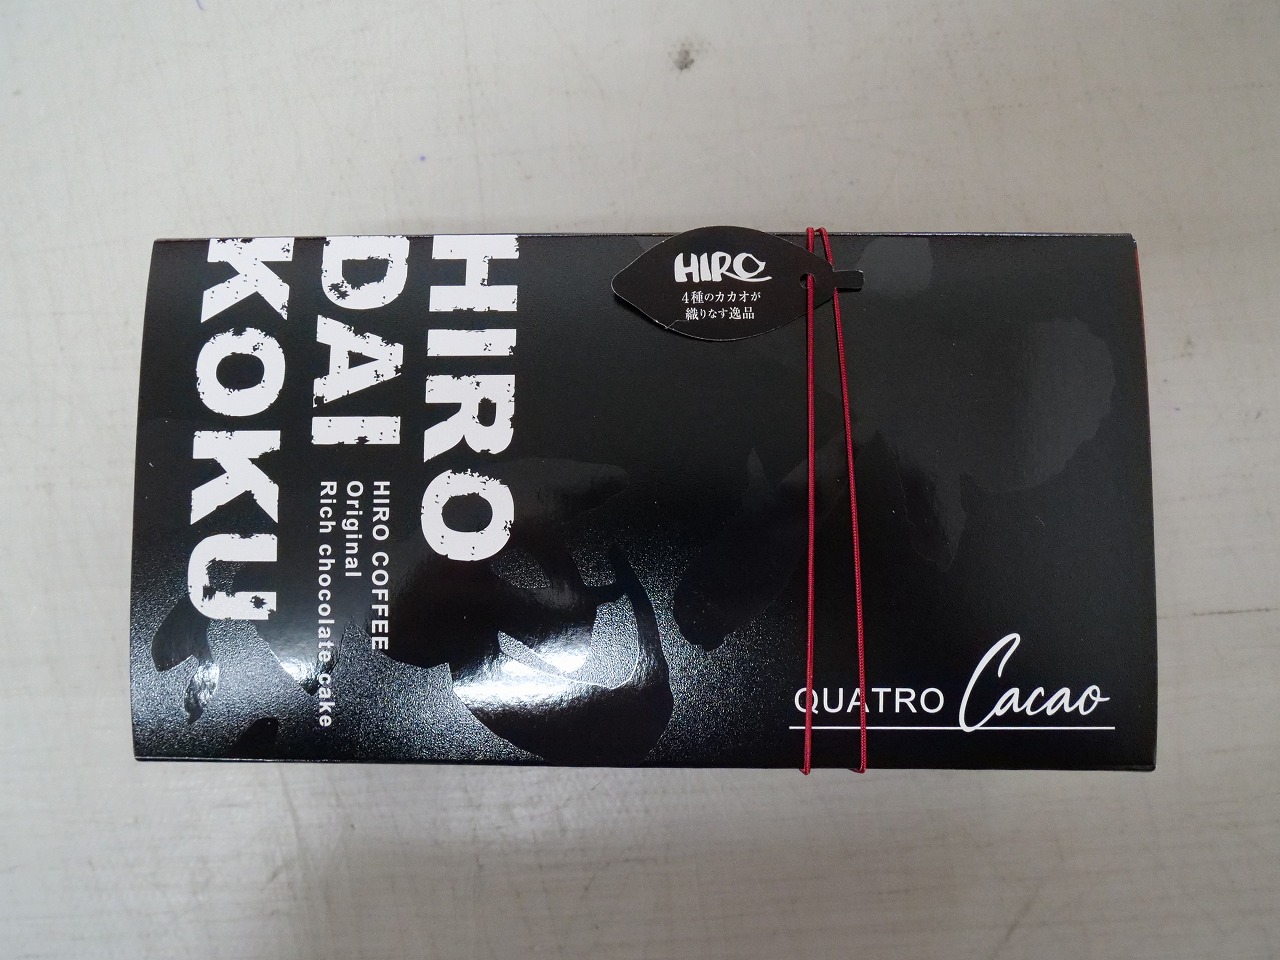 HIRO
DAI
KOKU
HIRO COFFEE
Original
Rich chocolate cake
HIRO
4種のカカオが
織りなす逸品
QUATRO Cacao